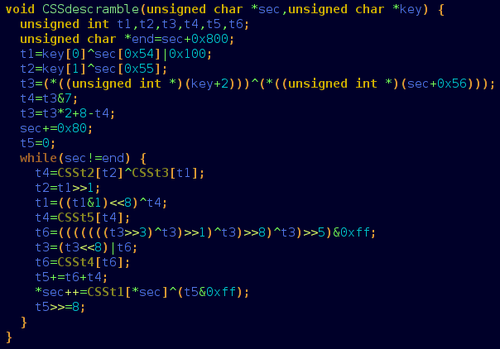 void CSSdescramble(unsigned char *sec,unsigned char *key) {
unsigned int t1,t2,t3,t4,t5,t6;
unsigned char *end=sec+0x800;
t1=key[0]^sec[0x54]|0x100;
t2=key[1]^sec[0x55];
t3=(*((unsigned int *)(key+2)))^(*((unsigned int *)(sec+0x56)));
t4=t3&7;
t3=t3*2+8-t4;
sec+=0x80;
t5=0;
while(sec!=end) {
t4=CSSt2[t2]^CSSt3[t1];
t2=t1>>1;
t1=((t1&1)<<8)^t4;
t4=CSSt5[t4];
t6=(((((((t3>>3)^t3)>>1)^t3)>>8)^t3)>>5)&0xff;
t3=(t3<<8)|t6;
t6=CSSt4[t6];
t5+=t6+t4;
*sec++=CSSt1[*sec]^(t5&0xff);
t5>>=8;
}
}